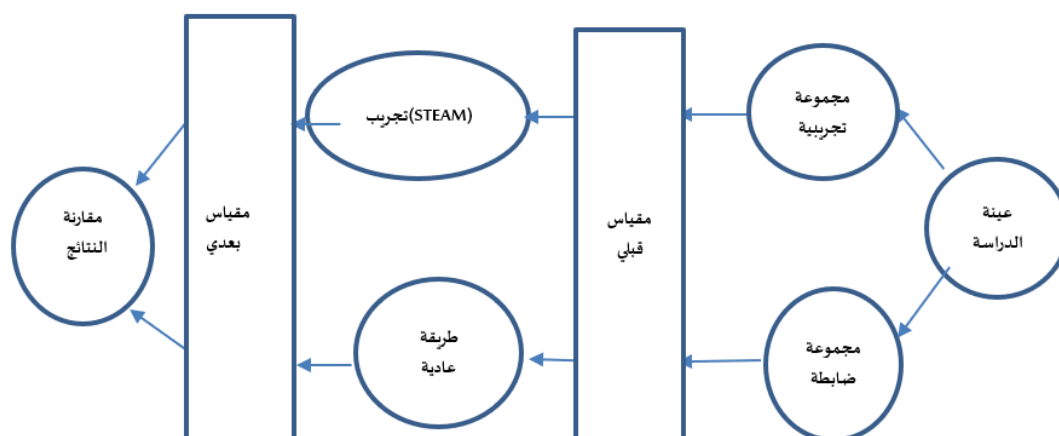 عينة
الدراسة
مجموعة
تجريبية
مجموعة
ضابطة
مقياس
قبلي
تجريب(STEAM)
طريقة
عادية
مقياس
بعدي
مقارنة
النتائج